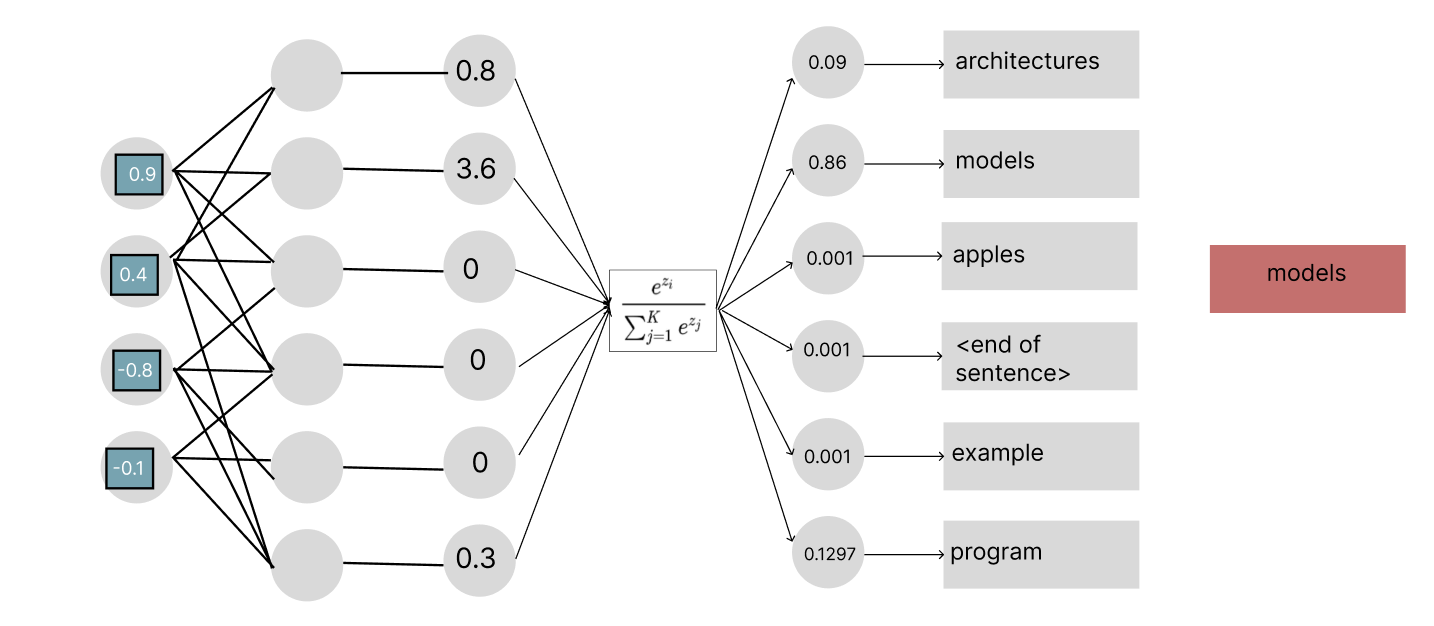 0.9
0.4
-0.8
-0.1
0.8
3.6
0
0
0
0.3
e^{z_i}
∑_{j=1}^{K} e^{z_j}
0.09
architectures
0.86
models
0.001
apples
0.001
<end of
sentence>
0.001
example
0.1297
program
models